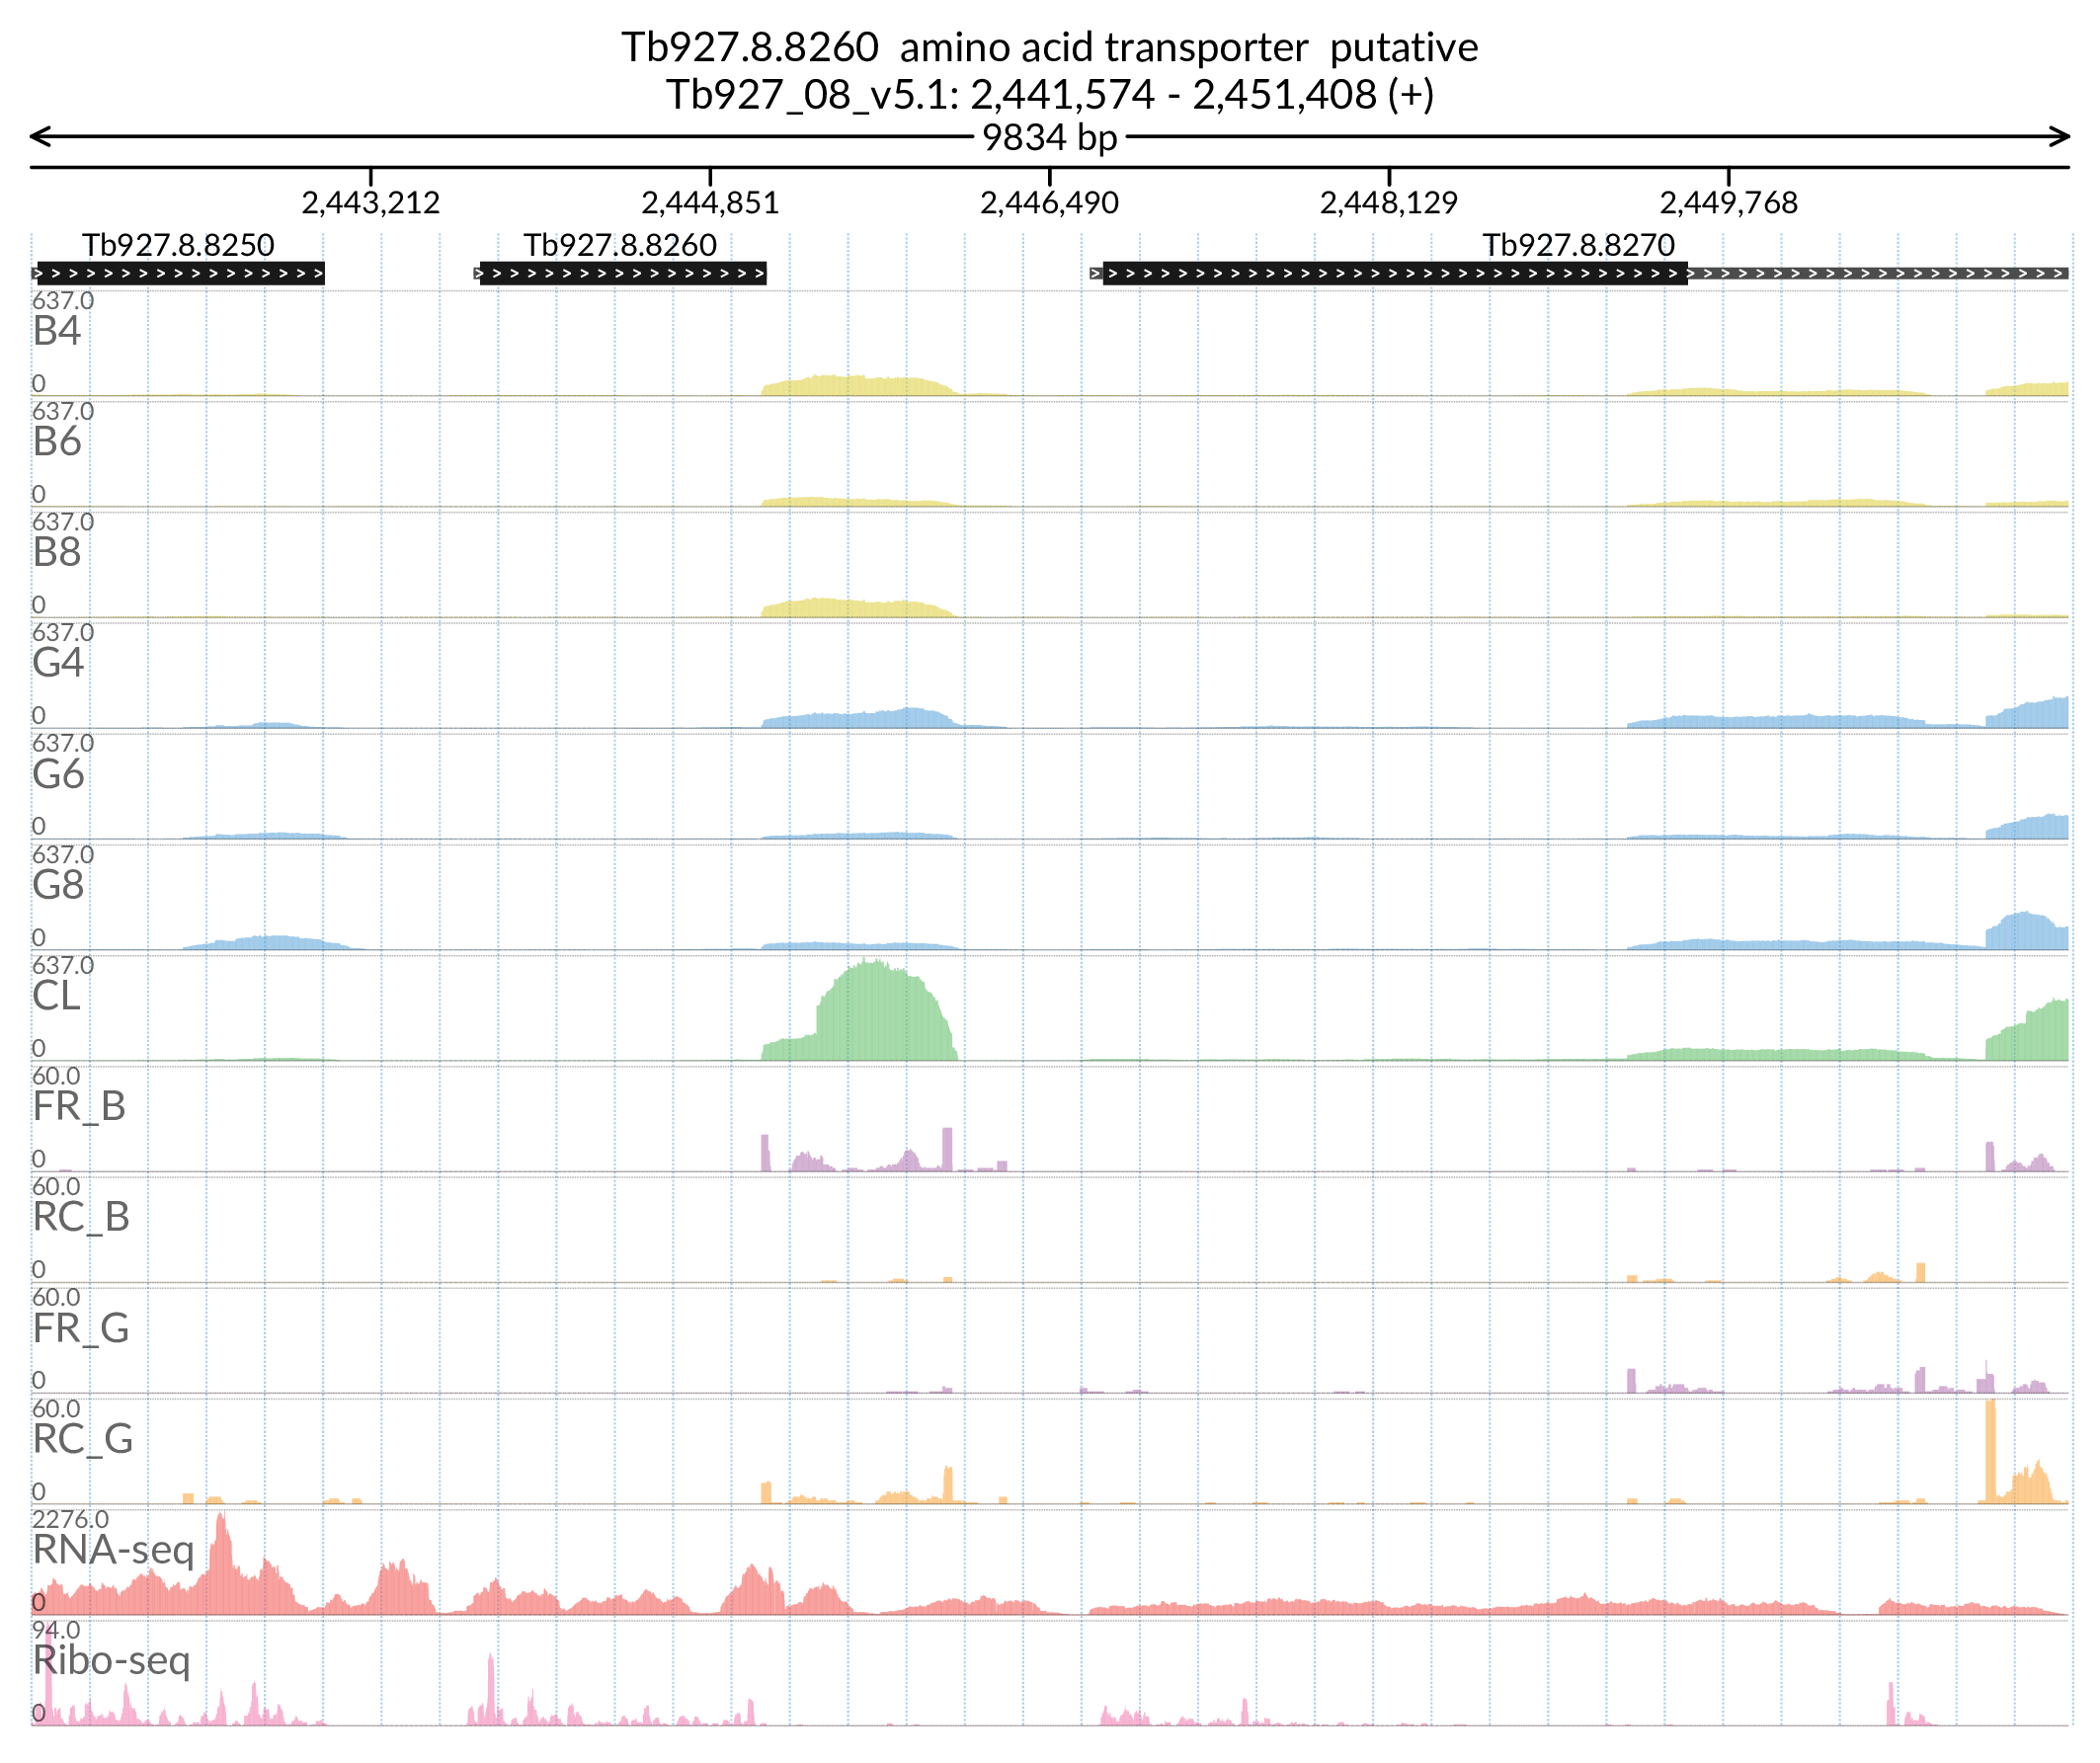 Tb927.8.8260 amino acid transporter putative
Tb927_08_v5.1: 2,441,574 - 2,451,408 (+)
9834 bp
2,443,212 2,444,851 2,446,490 2,448,129 2,449,768
Tb927.8.8250 Tb927.8.8260 Tb927.8.8270
637.0
B4
0
637.0
B6
0
637.0
B8
0
637.0
G4
0
637.0
G6
0
637.0
G8
0
637.0
CL
0
60.0
FR_B
0
60.0
RC_B
0
60.0
FR_G
0
60.0
RC_G
0
2276.0
RNA-seq
0
94.0
Ribo-seq
0